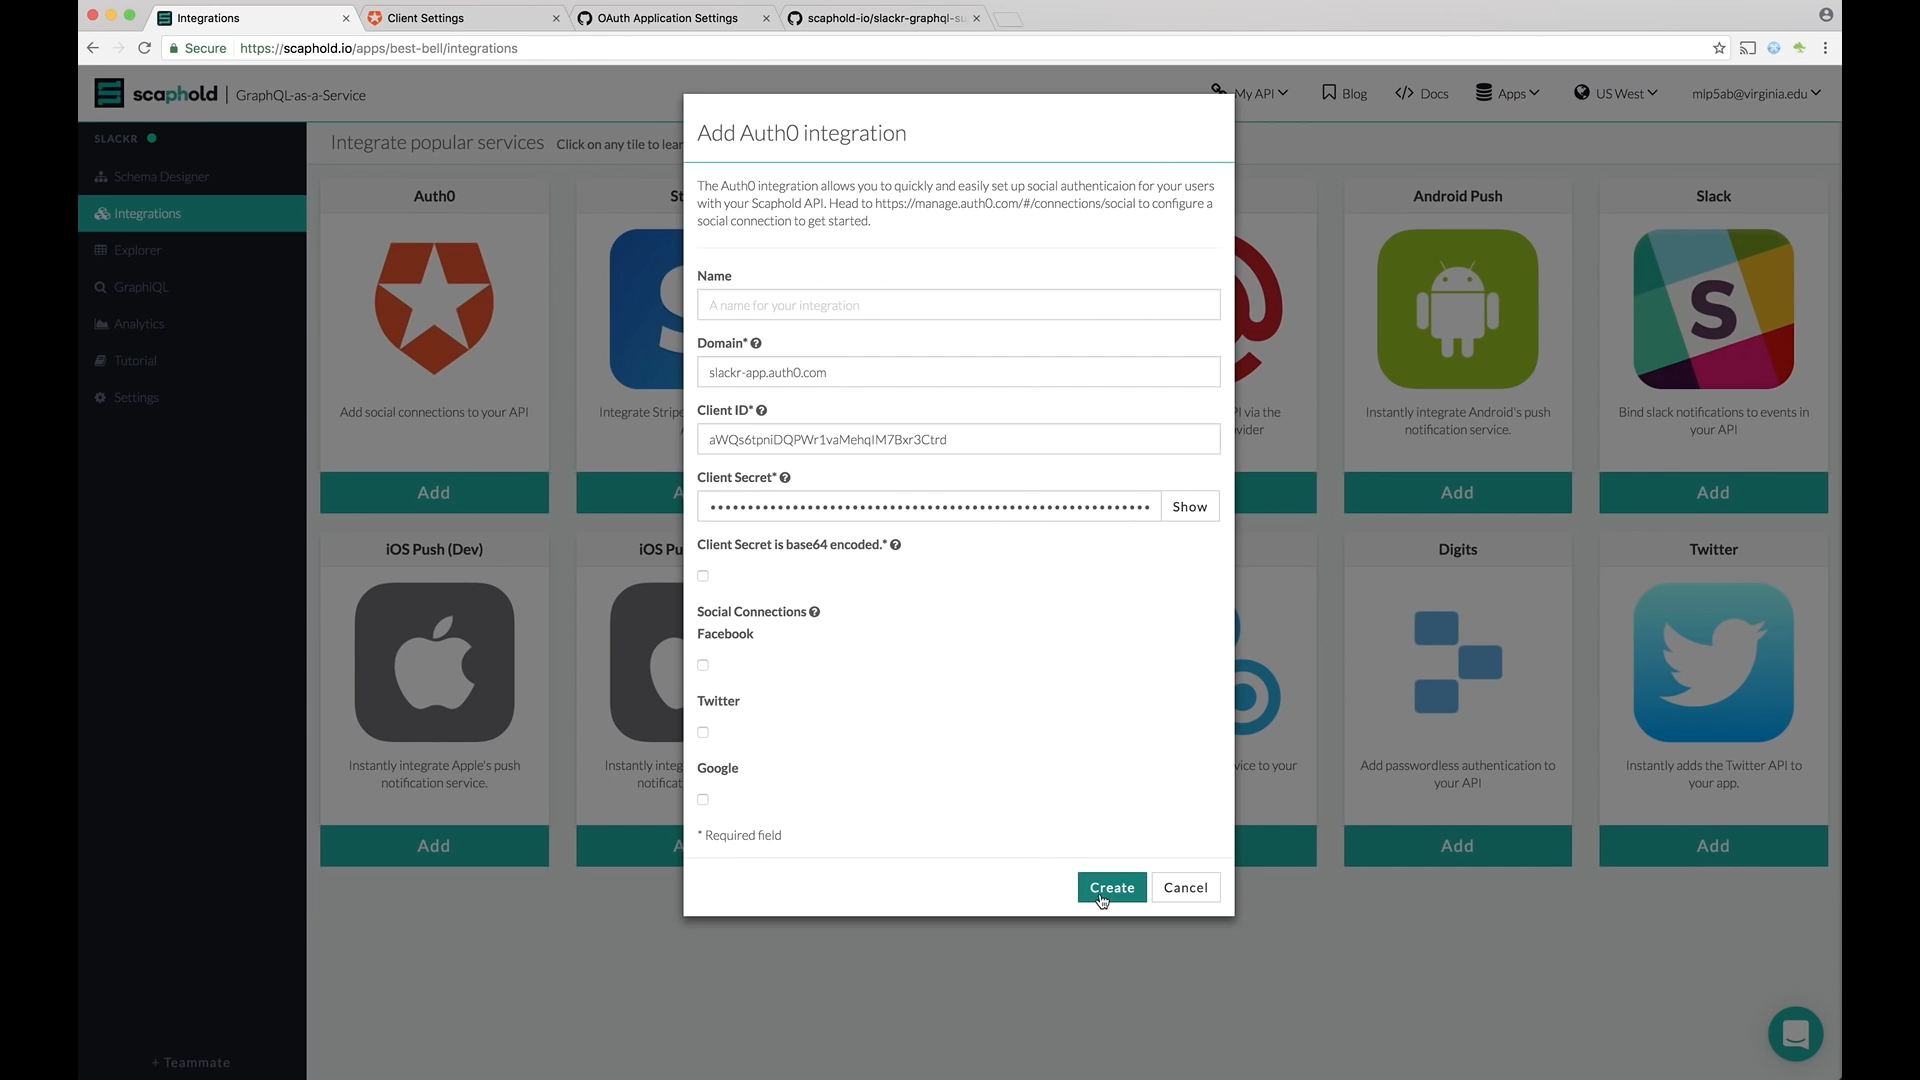 Integrations
Client Settings
OAuth Application Settings
scaphold-io/slackr-graphql-su
Secure
https://scaphold.io/apps/best-bell/integrations
scaphold | GraphQL-as-a-Service
My API
Blog
Docs
Apps
US West
mlp5ab@virginia.edu
SLACKR
Schema Designer
Integrations
Explorer
GraphiQL
Analytics
Tutorial
Settings
+ Teammate
Integrate popular services
Click on any tile to lear
Auth0
Add social connections to your API
Add
St
Integrate Stripe
A
Add Auth0 integration
The Auth0 integration allows you to quickly and easily set up social authenticaion for your users
with your Scaphold API. Head to https://manage.auth0.com/#/connections/social to configure a
social connection to get started.
Name
A name for your integration
Domain*
slackr-app.auth0.com
Client ID*
aWQs6tpniDQPWr1vaMehqIM7Bxr3Ctrd
Client Secret*
Show
Client Secret is base64 encoded.*
Social Connections
Facebook
Twitter
Google
* Required field
Create
Cancel
I via the
vider
Android Push
Instantly integrate Android's push
notification service.
Add
Slack
S
Bind slack notifications to events in
your API
Add
iOS Push (Dev)
Instantly integrate Apple's push
notification service.
Add
iOS Pu
Instantly integ
notificat
A
vice to your
Digits
Add passwordless authentication to
your API
Add
Twitter
Instantly adds the Twitter API to
your app.
Add